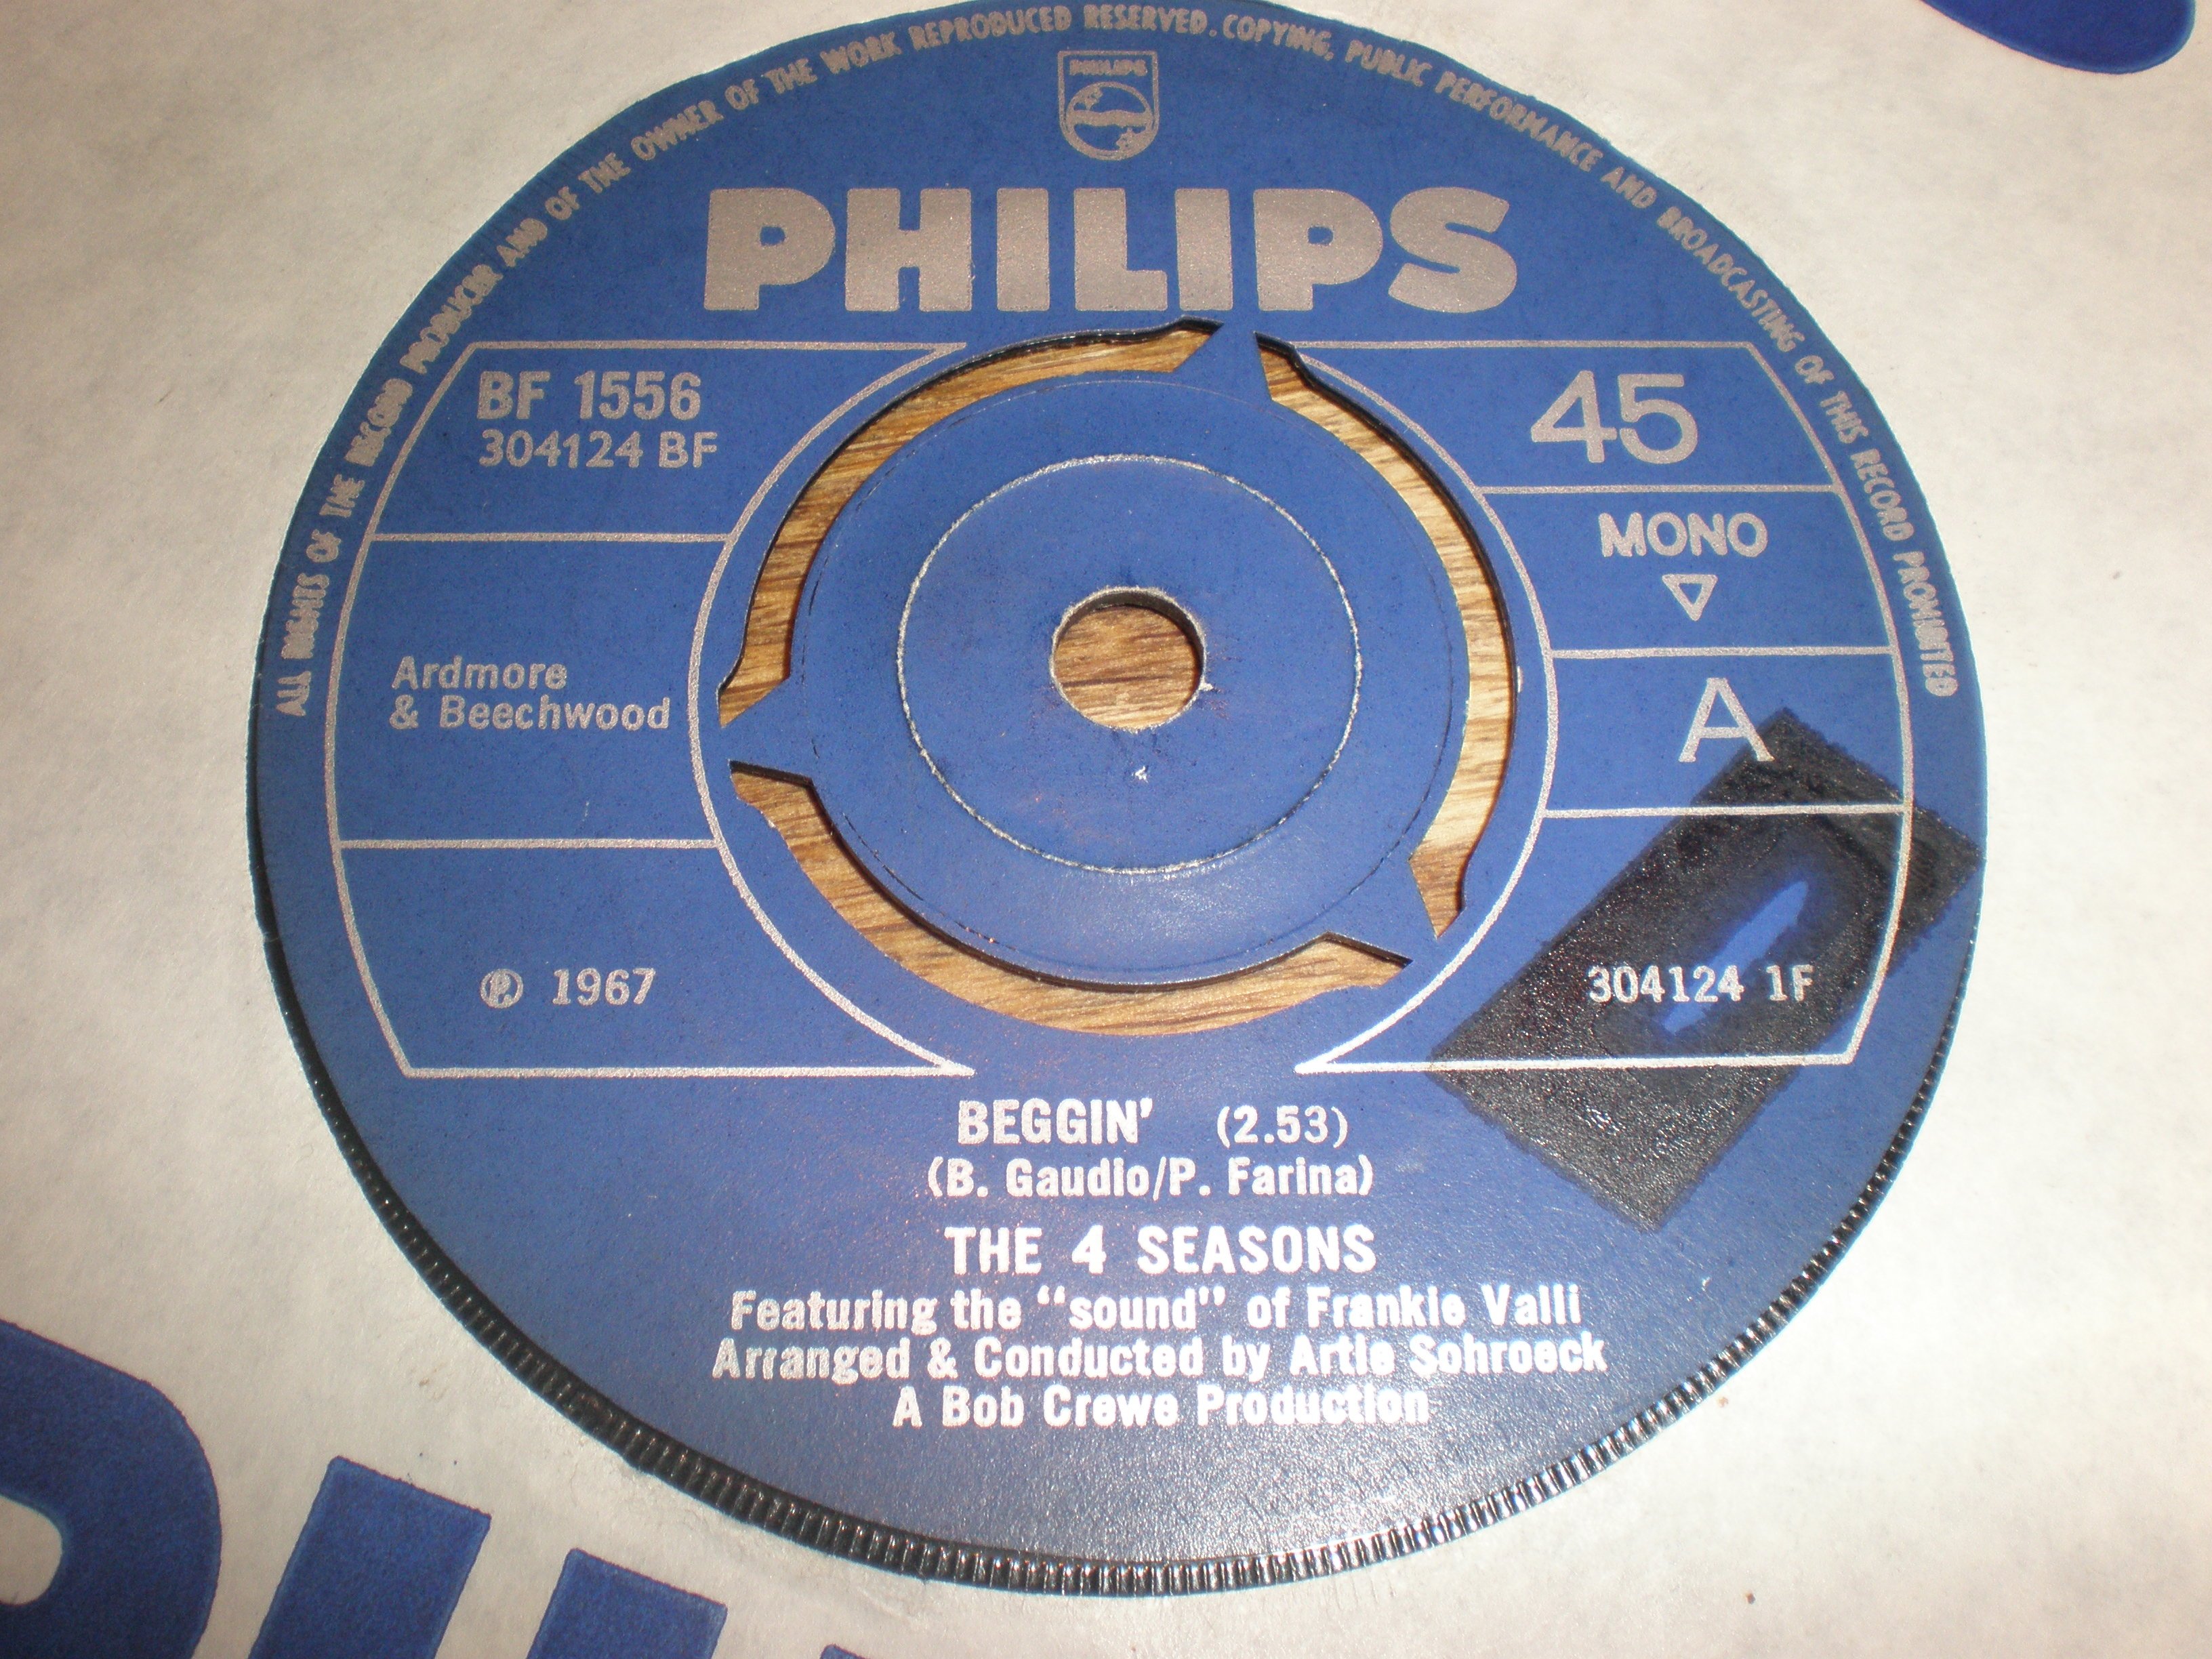 ALL RIGHTS OF THE RECORD PRODUCER AND OF THE OWNER OF THE WORK REPRODUCED RESERVED. COPYING, PUBLIC PERFORMANCE AND BROADCASTING OF THIS RECORD PROHIBITED
PHILIPS
PHILIPS
BF 1556
304124 BF
45
MONO
Ardmore
& Beechwood
A
℗ 1967
304124 1F
BEGGIN' (2.53)
(B. Gaudio/P. Farina)
THE 4 SEASONS
Featuring the "sound" of Frankie Valli
Arranged & Conducted by Artie Schroeck
A Bob Crewe Production